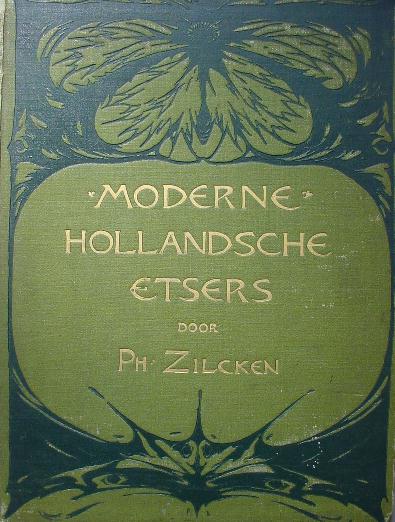 MODERNE
HOLLANDSCHE
ETSERS
DOOR
PH· ZILCKEN